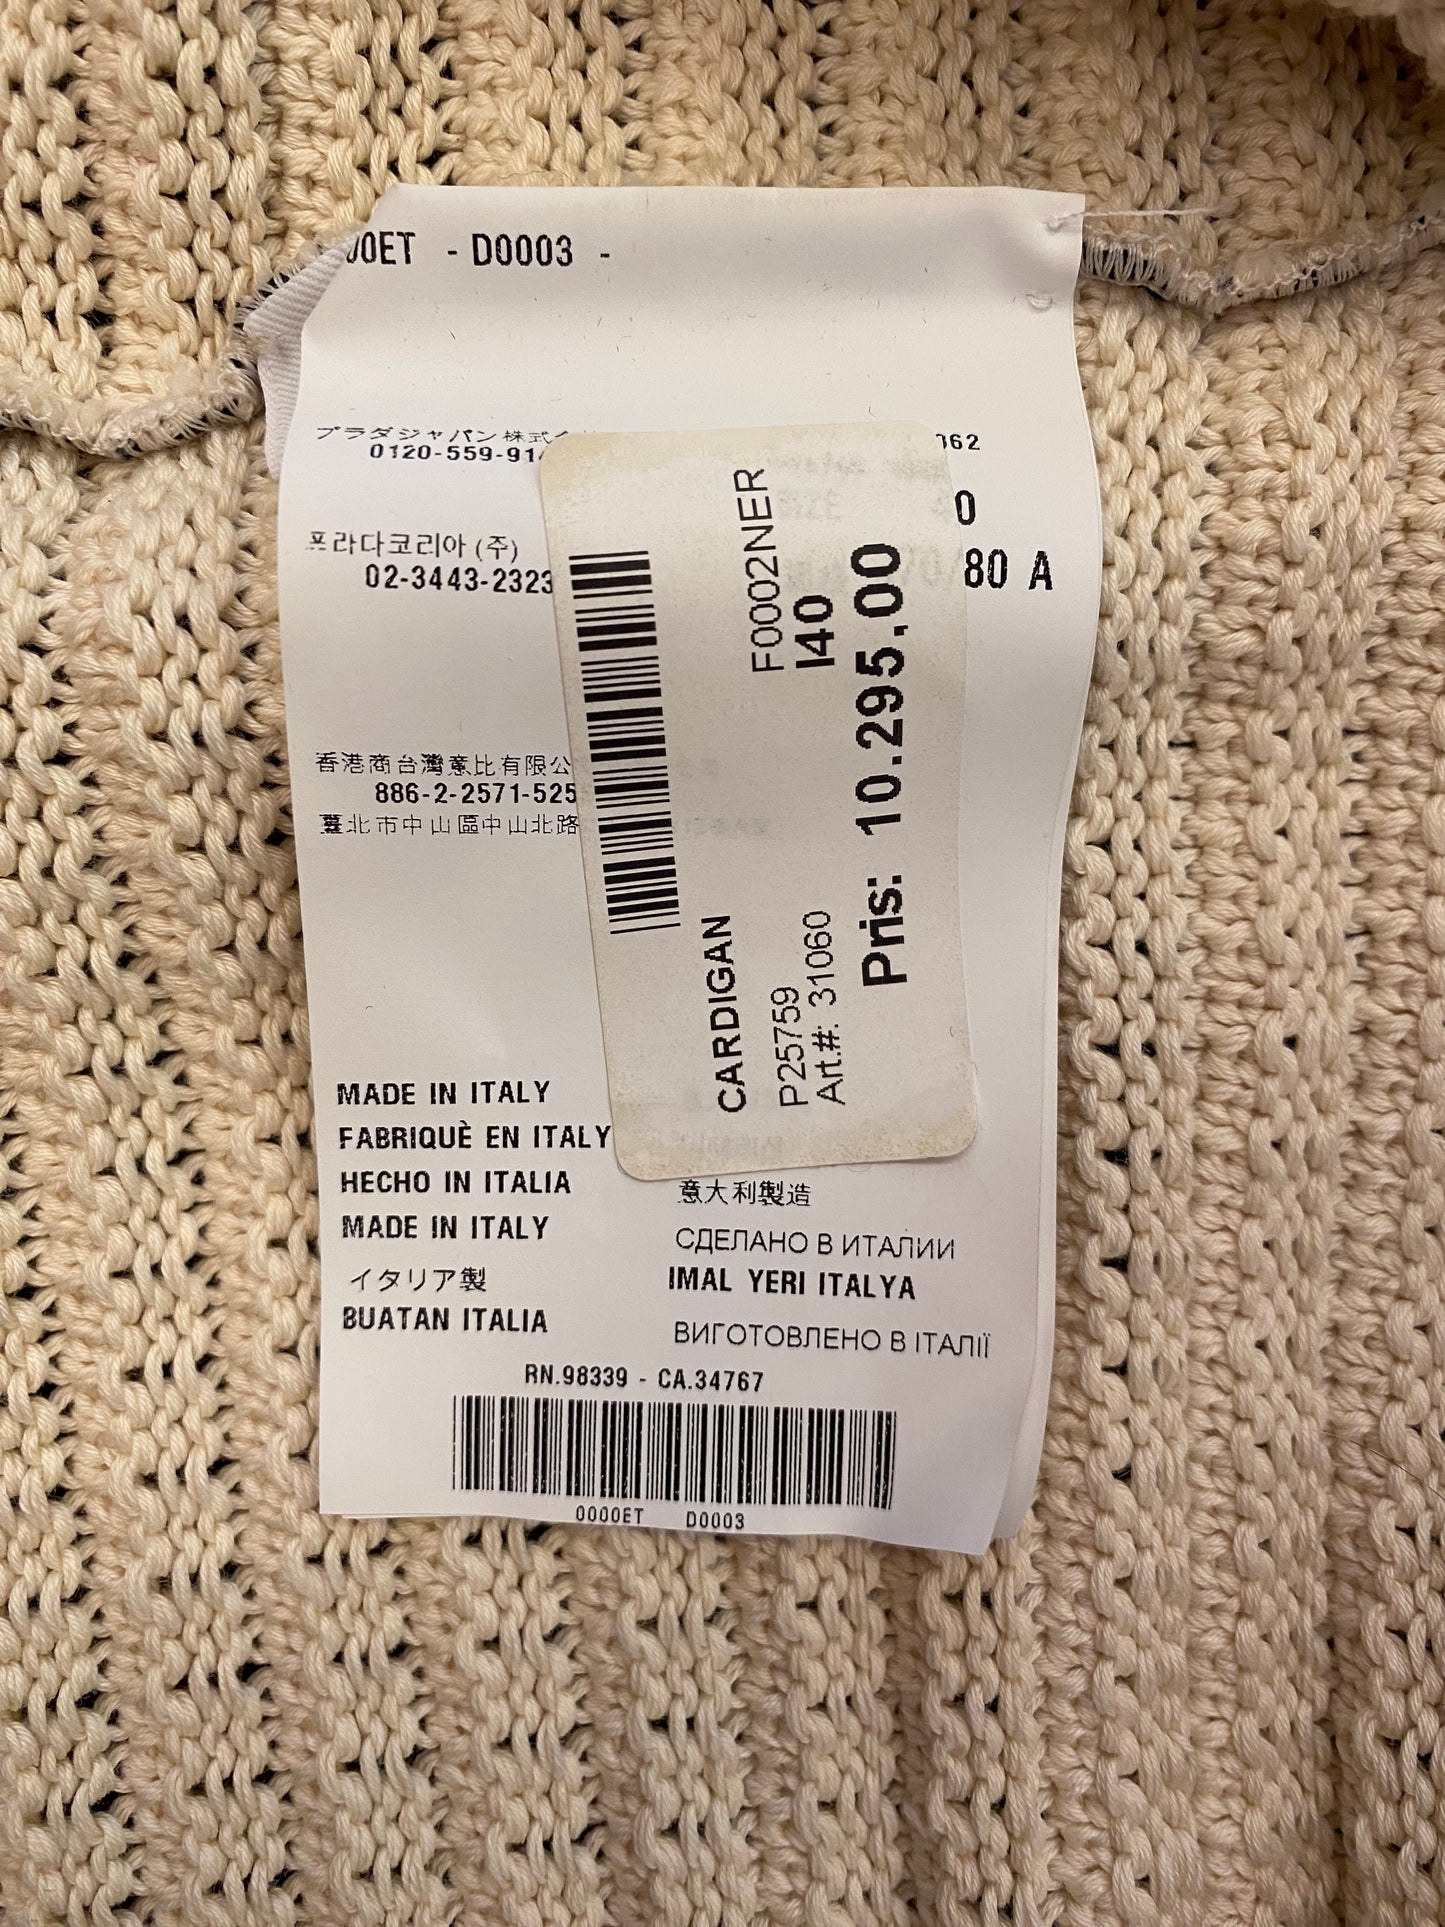 - D0003 -
プラダジャパン株式
0120-559-91
프라다코리아 (주)
02-3443-2323
80 A
香港商台灣意比有限公
886-2-2571-525
臺北市中山區中山北路
F0002NER
I40
CARDIGAN
P25759
Art.#: 31060
Pris: 10.295,00
MADE IN ITALY
FABRIQUÈ EN ITALY
HECHO IN ITALIA
MADE IN ITALY
イタリア製
BUATAN ITALIA
意大利製造
СДЕЛАНО В ИТАЛИИ
IMAL YERI ITALYA
ВИГОТОВЛЕНО В ІТАЛІЇ
RN.98339 - CA.34767
0000ET D0003